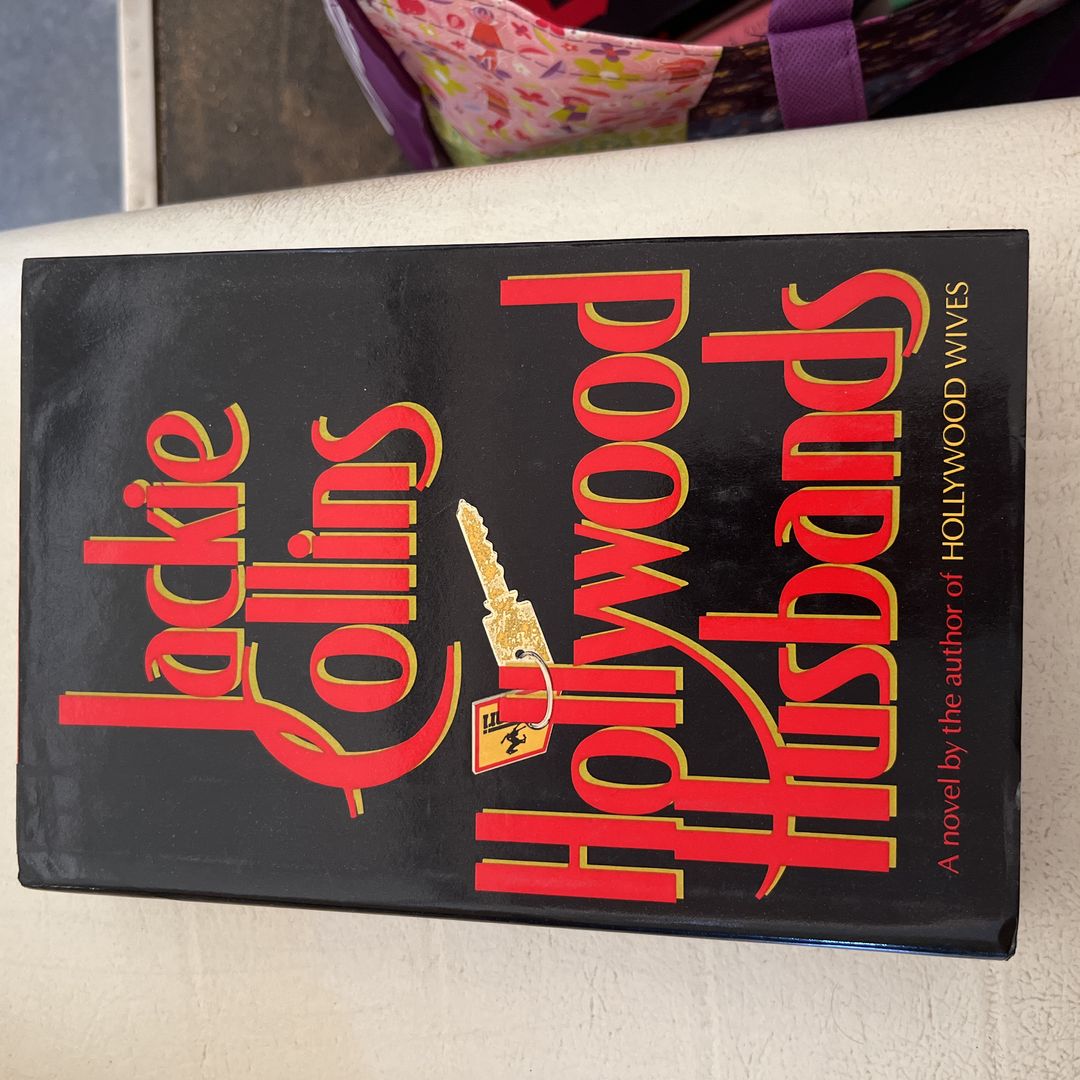 Jackie
Collins
Hollywood
Husbands
A novel by the author of HOLLYWOOD WIVES